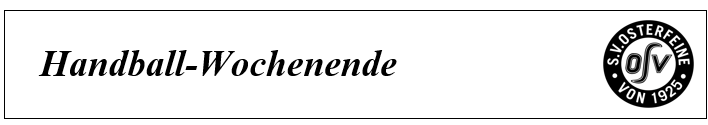 Handball-Wochenende
S.V. OSTERFEINE
OSV
VON 1925